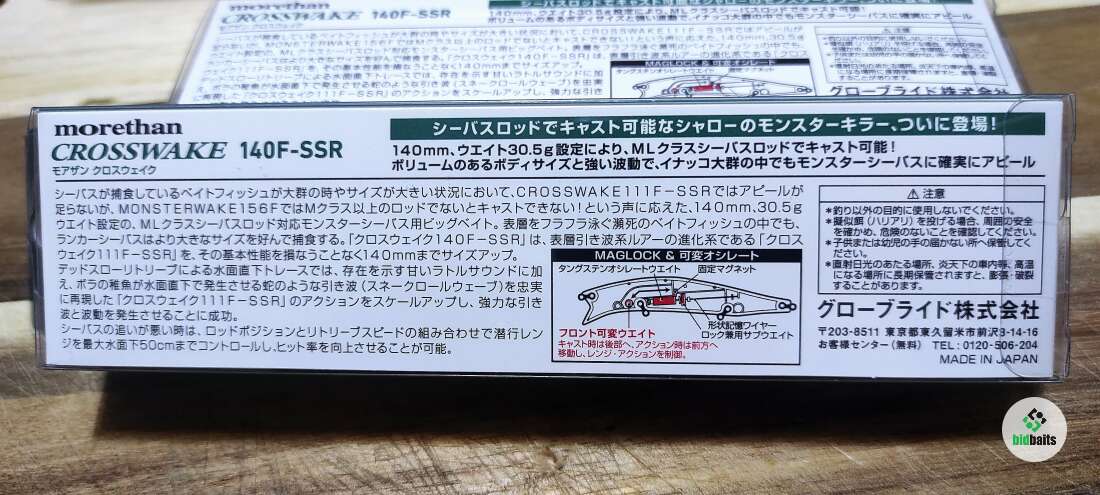 CROSSWAKE 140F-SSR
morethan
CROSSWAKE 140F-SSR
モアザン クロスウェイク
シーバスロッドでキャスト可能なシャローのモンスターキラー、ついに登場!
140mm、ウエイト30.5g設定により、MLクラスシーバスロッドでキャスト可能!
ボリュームのあるボディサイズと強い波動で、イナッコ大群の中でもモンスターシーバスに確実にアピール
シーバスが捕食しているベイトフィッシュが大群の時やサイズが大きい状況において、CROSSWAKE111F-SSRではアピールが
足らないが、MONSTERWAKE156FではMクラス以上のロッドでないとキャストできない!という声に応えた、140mm、30.5g
ウエイト設定の、MLクラスシーバスロッド対応モンスターシーバス用ビッグベイト。表層をフラフラ泳ぐ瀕死のベイトフィッシュの中でも、
ランカーシーバスはより大きなサイズを好んで捕食する。「クロスウェイク140F-SSR」は、表層引き波系ルアーの進化系である「クロス
ウェイク111F-SSR」を、その基本性能を損なうことなく140mmまでサイズアップ。
デッドスローリトリーブによる水面直下トレースでは、存在を示す甘いラトルサウンドに加
え、ボラの稚魚が水面直下で発生させる蛇のような引き波(スネークロールウェーブ)を忠実
に再現した「クロスウェイク111F-SSR」のアクションをスケールアップし、強力な引き
波と波動を発生させることに成功。
シーバスの追いが悪い時は、ロッドポジションとリトリーブスピードの組み合わせで潜行レン
ジを最大水面下50cmまでコントロールし、ヒット率を向上させることが可能。
MAGLOCK & 可変オシレート
タングステンオシレートウエイト 固定マグネット
フロント可変ウエイト
キャスト時は後部へ、アクション時は前方へ
移動し、レンジ・アクションを制御。
形状記憶ワイヤー
ロック兼用サブウエイト
⚠ 注意
*釣り以外の目的に使用しないでください。
*擬似餌(ハリアリ)を投げる場合、周囲の安全
を確かめ、危険のないことを確認してください。
*子供または幼児の手の届かない所へ保管してく
ださい。
*直射日光のあたる場所、炎天下の車内等、高温
になる場所に長期保管されますと、膨張・破裂
することがあります。
グローブライド株式会社
〒203-8511 東京都東久留米市前沢3-14-16
お客様センター(無料) TEL:0120-506-204
MADE IN JAPAN
bidbaits